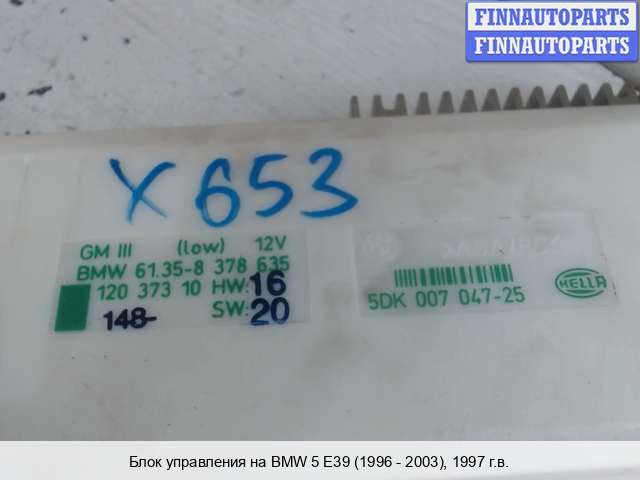 FINNAUTOPARTS
FINNAUTOPARTS
X 653
GM III (low) 12V
BMW 61.35-8 378 635
120 373 10 HW: 16
148- SW: 20
5DK 007 047-25
HELLA
Блок управления на BMW 5 E39 (1996 - 2003), 1997 г.в.